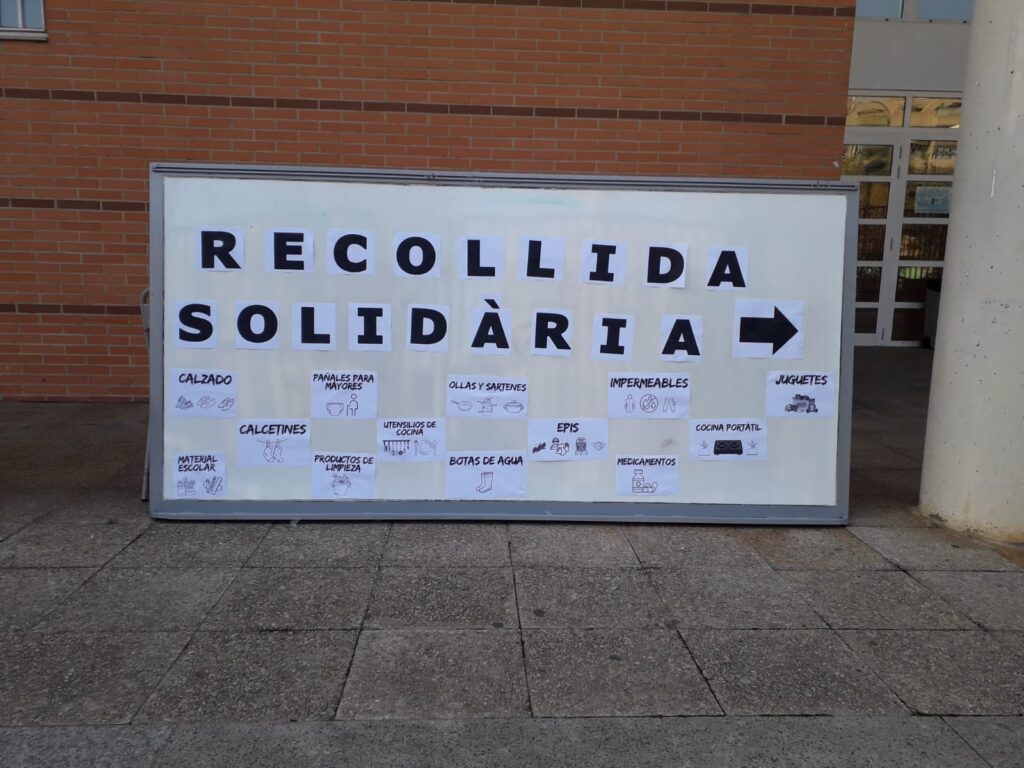 RECOLLIDA
SOLIDÀRIA
CALZADO
PAÑALES PARA
MAYORES
OLLAS Y SARTENES
IMPERMEABLES
JUGUETES
CALCETINES
UTENSILIOS DE
COCINA
EPIS
COCINA PORTÁTIL
MATERIAL
ESCOLAR
PRODUCTOS DE
LIMPIEZA
BOTAS DE AGUA
MEDICAMENTOS